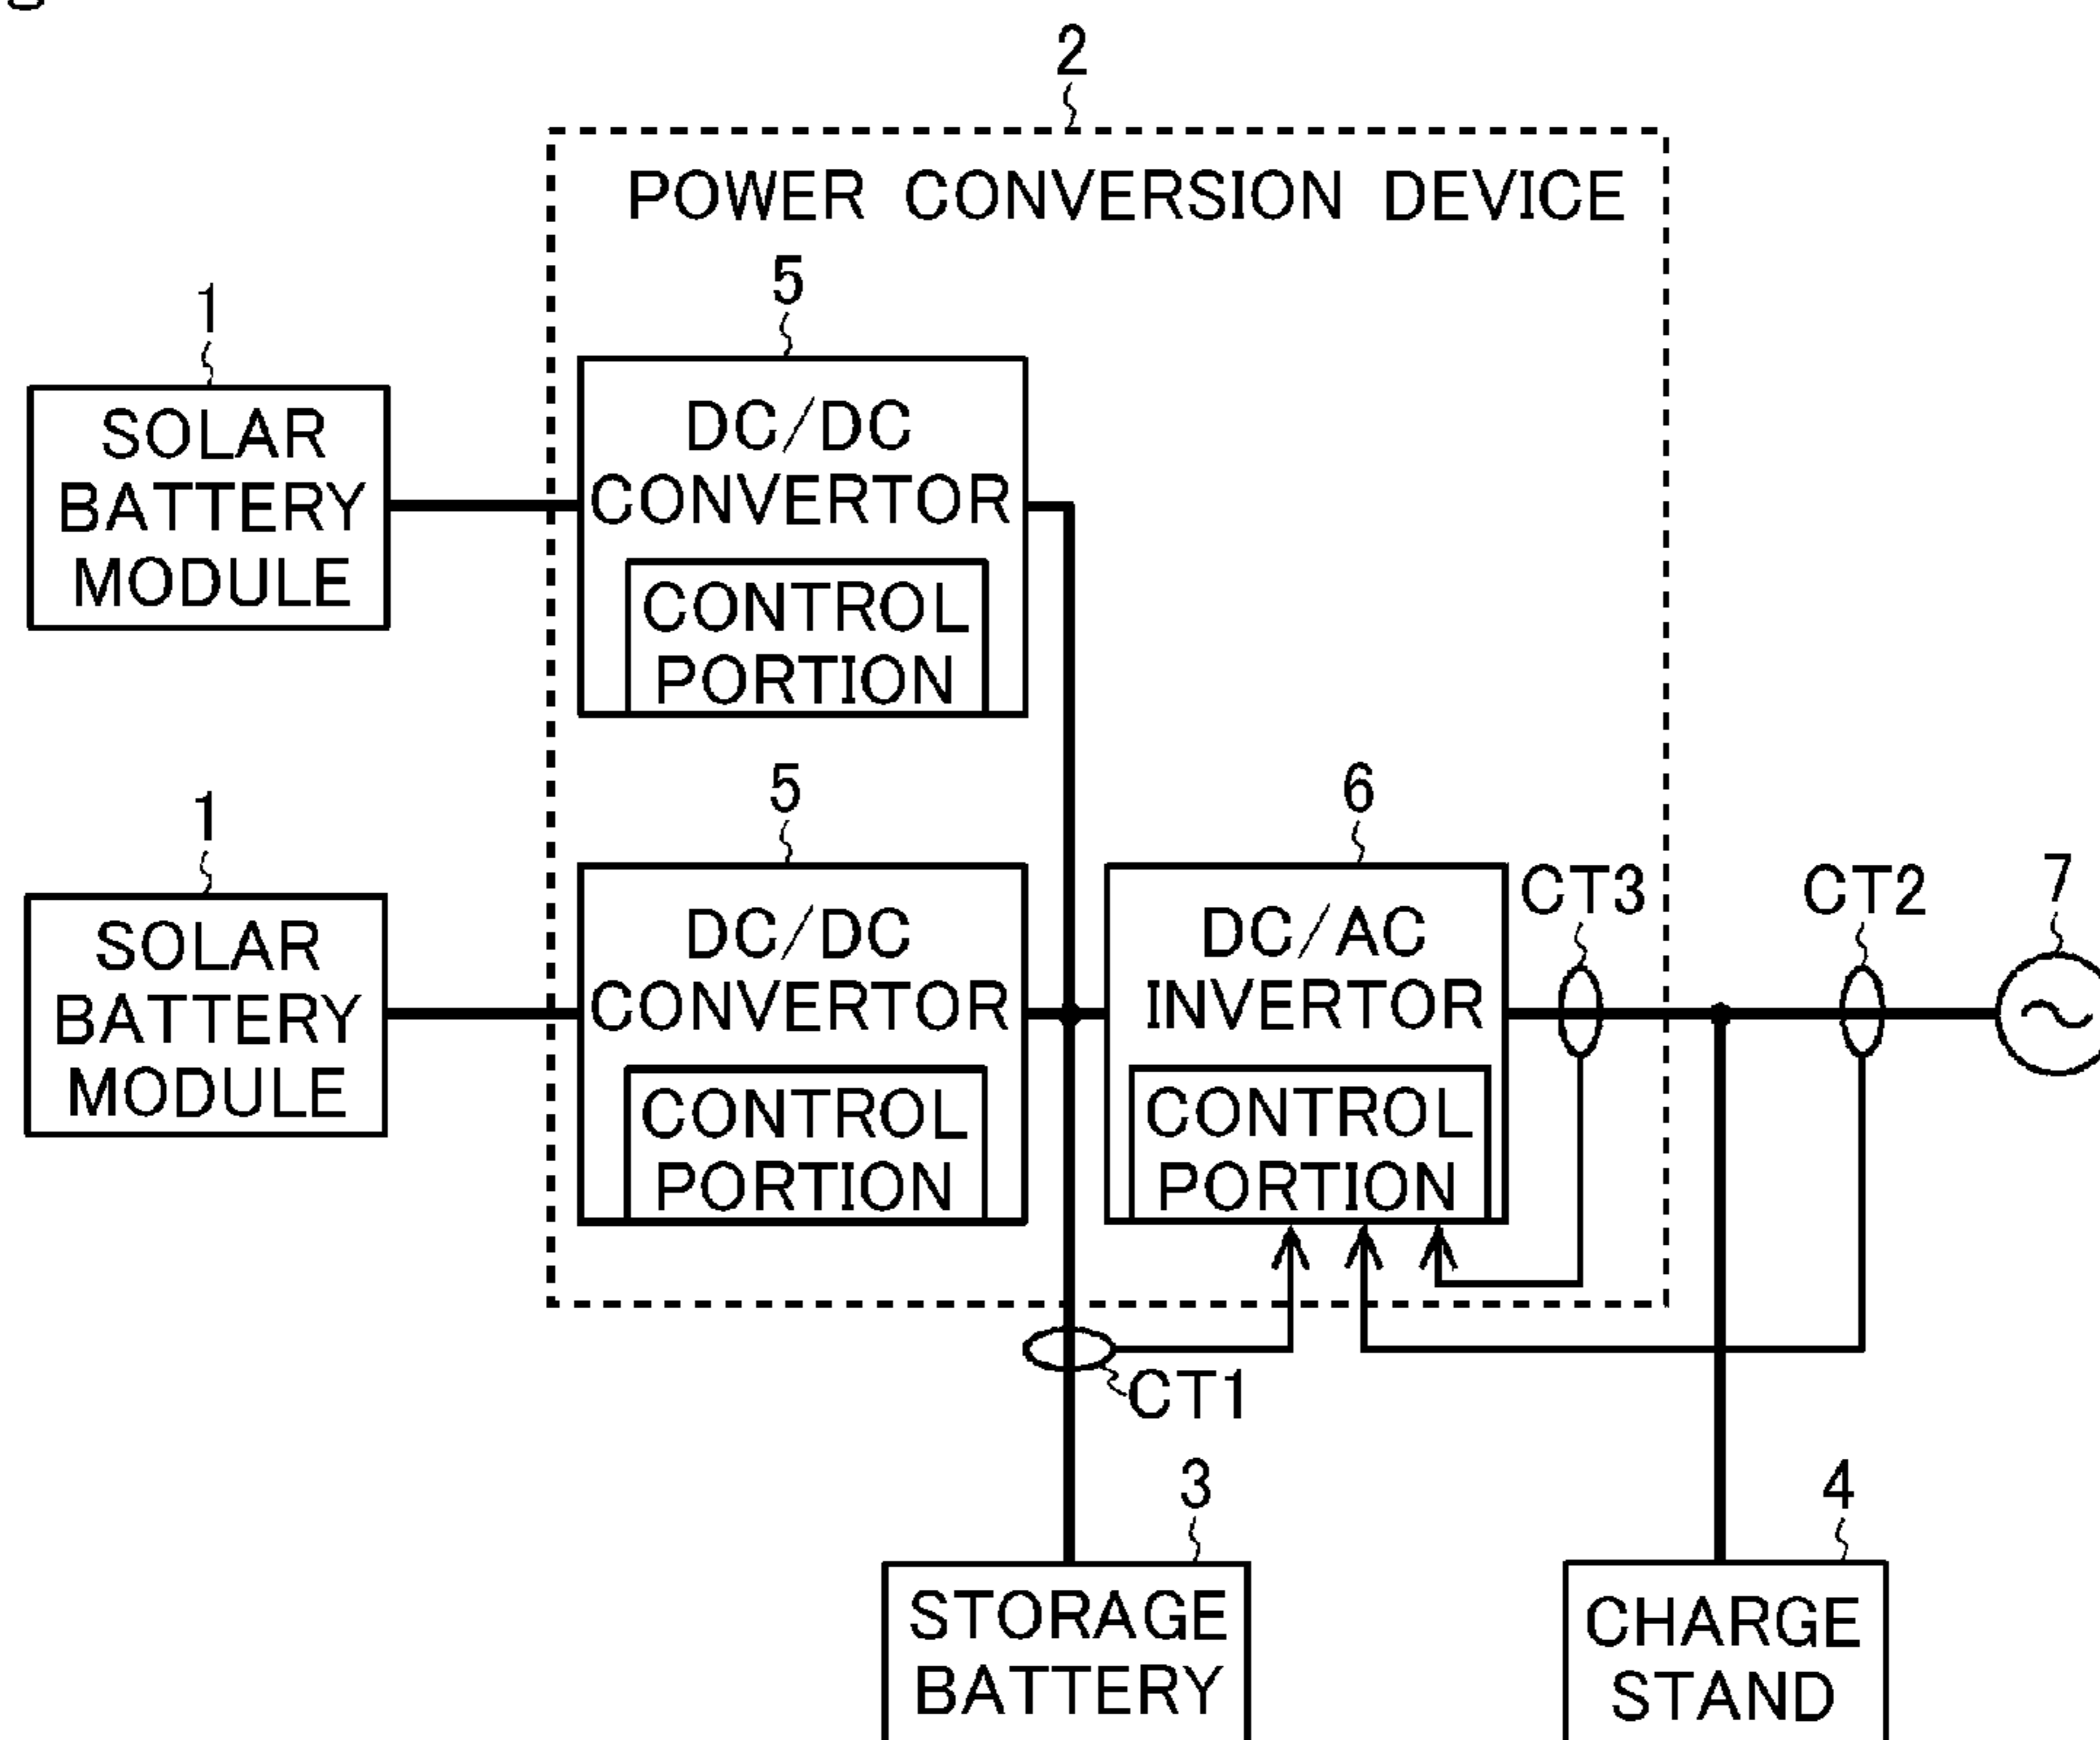 2
POWER CONVERSION DEVICE
1
SOLAR
BATTERY
MODULE
5
DC/DC
CONVERTOR
CONTROL
PORTION
1
SOLAR
BATTERY
MODULE
5
DC/DC
CONVERTOR
CONTROL
PORTION
6
DC/AC
INVERTOR
CONTROL
PORTION
CT3
CT2
7
CT1
3
STORAGE
BATTERY
4
CHARGE
STAND